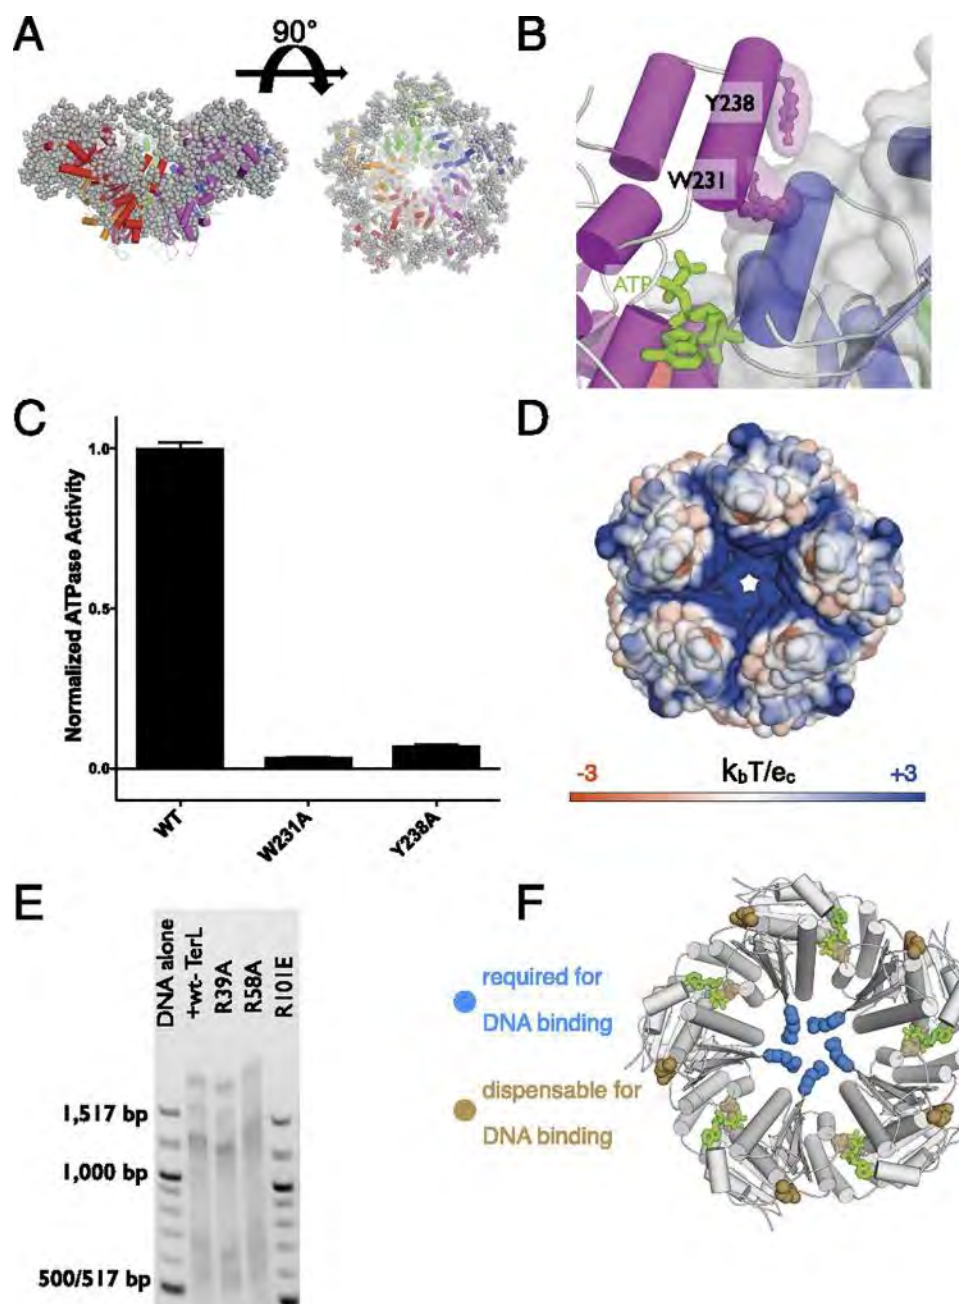 A
90°
B
Y238
W231
ATP
C
Normalized ATPase Activity
1.0
0.5
0.0
WT
W231A
Y238A
D
-3
kbT/ec
+3
E
DNA alone
+wt- TerL
R39A
R58A
R101E
1,517 bp
1,000 bp
500/517 bp
F
required for
DNA binding
dispensable for
DNA binding